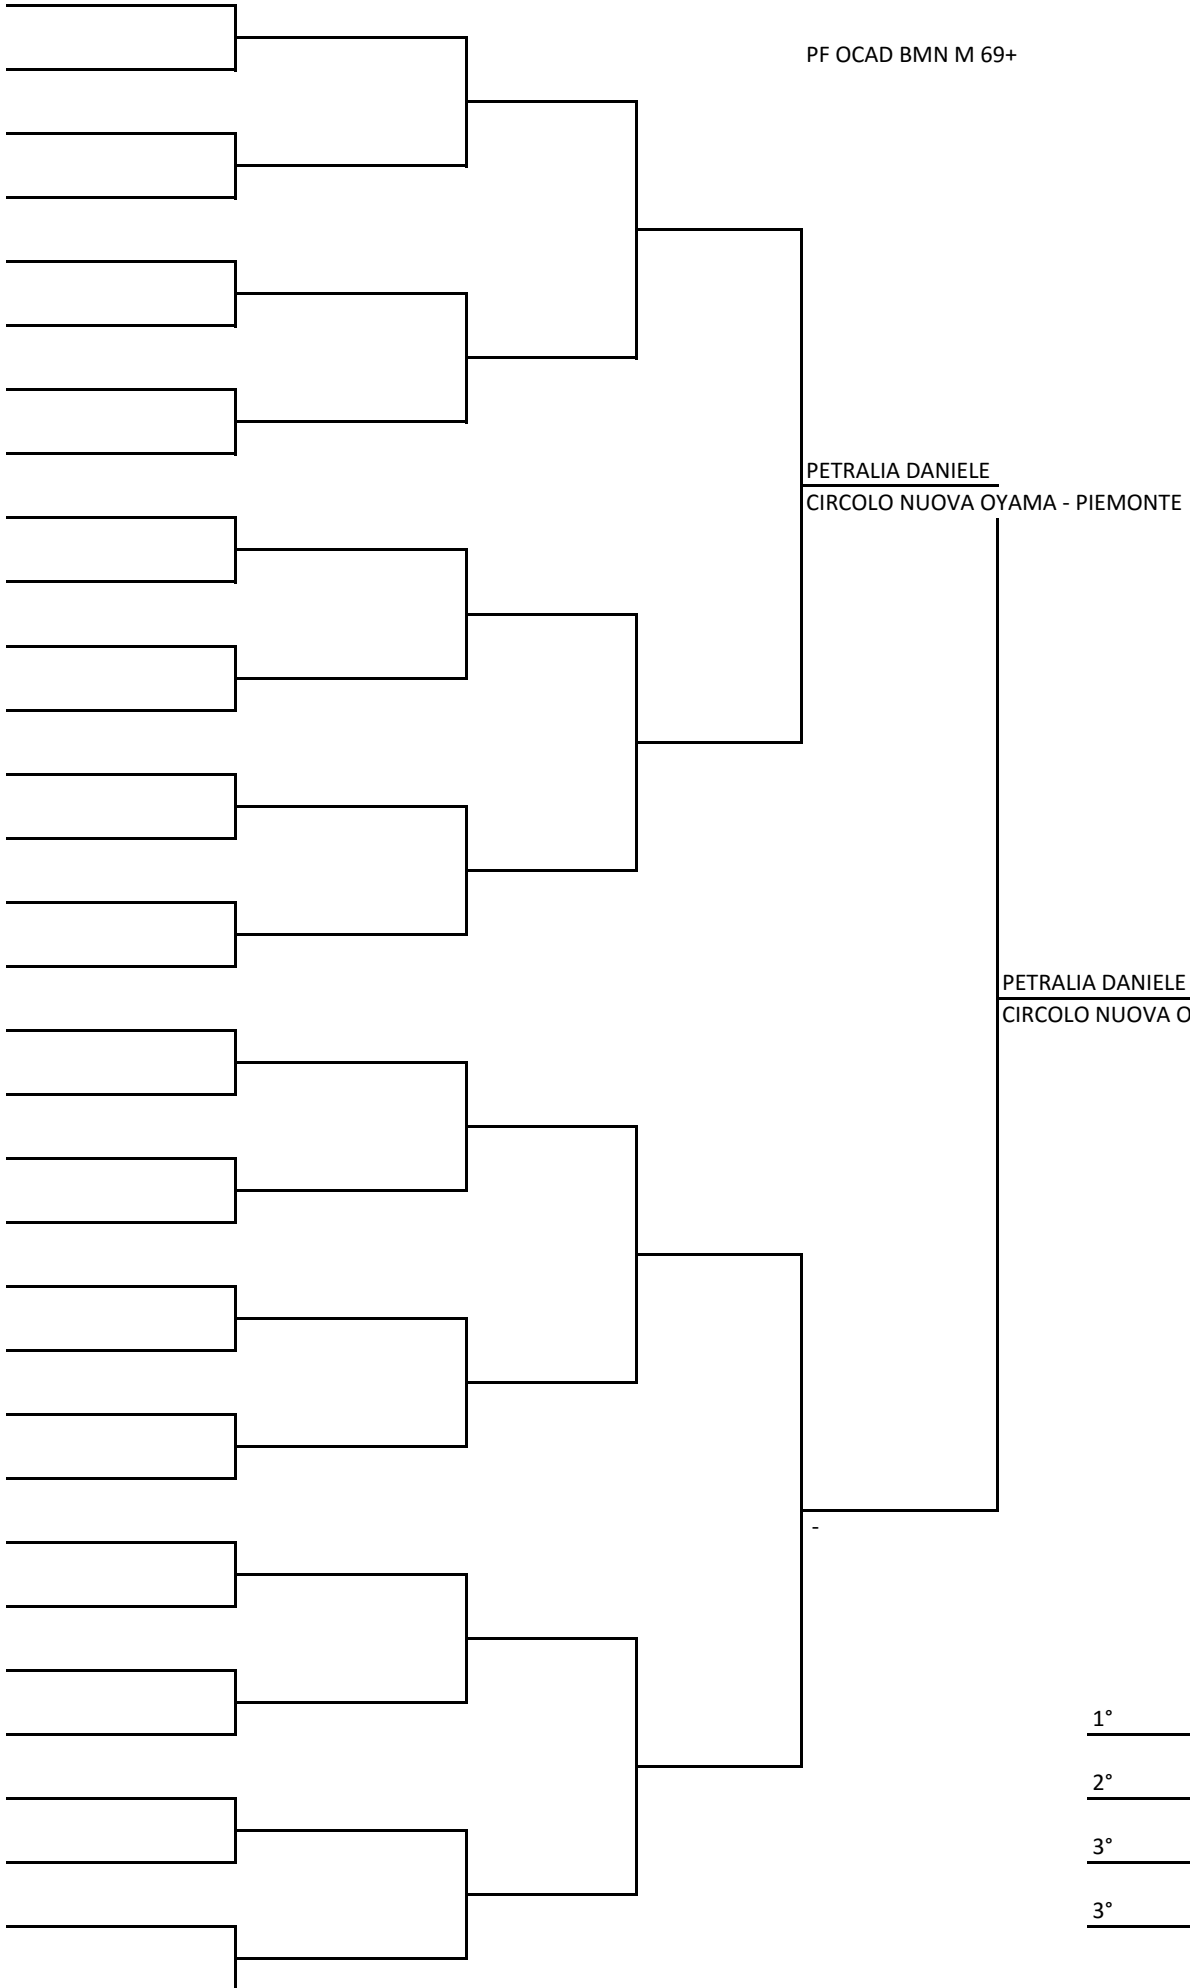 PF OCAD BMN M 69+
PETRALIA DANIELE
CIRCOLO NUOVA OYAMA - PIEMONTE
PETRALIA DANIELE
CIRCOLO NUOVA O
-
1°
2°
3°
3°